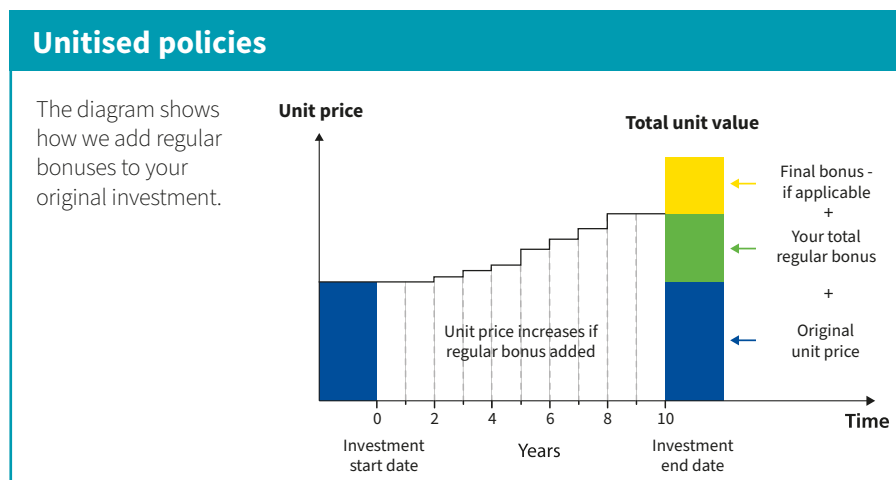 Unitised policies
The diagram shows
how we add regular
bonuses to your
original investment.
Unit price
Total unit value
Final bonus -
if applicable
+
Your total
regular bonus
+
Original
unit price
Unit price increases if
regular bonus added
0 2 4 6 8 10
Time
Investment
start date
Years
Investment
end date